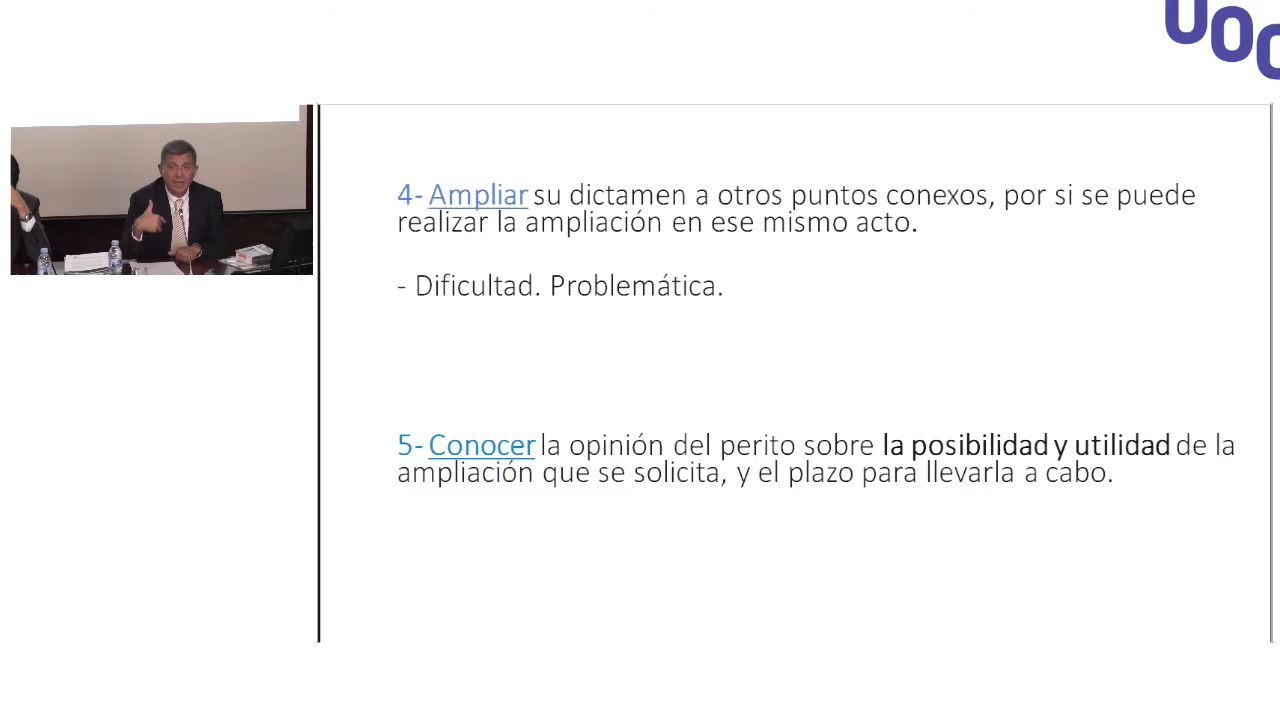 UOC
4- Ampliar su dictamen a otros puntos conexos, por si se puede
realizar la ampliación en ese mismo acto.
- Dificultad. Problemática.
5- Conocer la opinión del perito sobre la posibilidad y utilidad de la
ampliación que se solicita, y el plazo para llevarla a cabo.